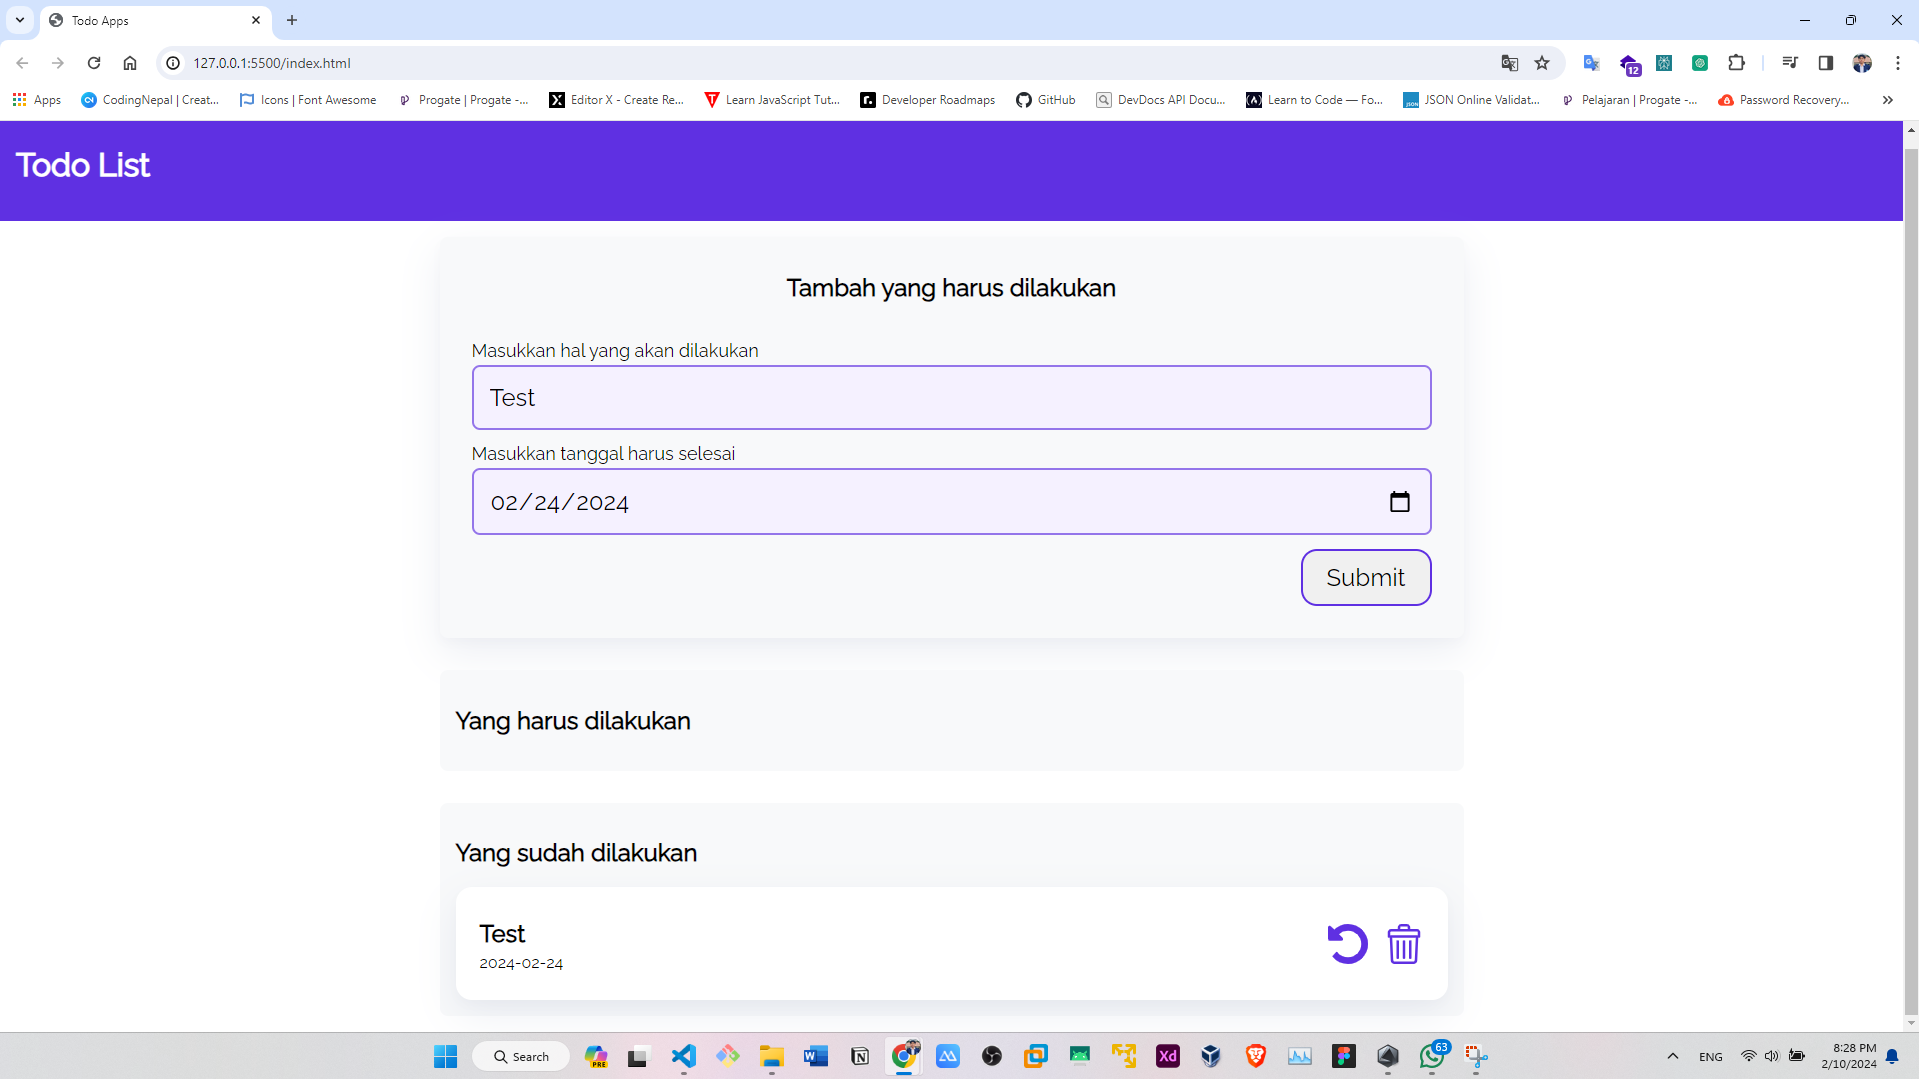 Todo Apps
127.0.0.1:5500/index.html
12
Apps
CodingNepal | Creat...
Icons | Font Awesome
Progate | Progate -...
Editor X - Create Re...
Learn JavaScript Tut...
Developer Roadmaps
GitHub
DevDocs API Docu...
Learn to Code — Fo...
JSON Online Validat...
Pelajaran | Progate -...
Password Recovery...
Todo List
Tambah yang harus dilakukan
Masukkan hal yang akan dilakukan
Test
Masukkan tanggal harus selesai
02/24/2024
Submit
Yang harus dilakukan
Yang sudah dilakukan
Test
2024-02-24
Search
PRE
Xd
63
ENG
8:28 PM
2/10/2024